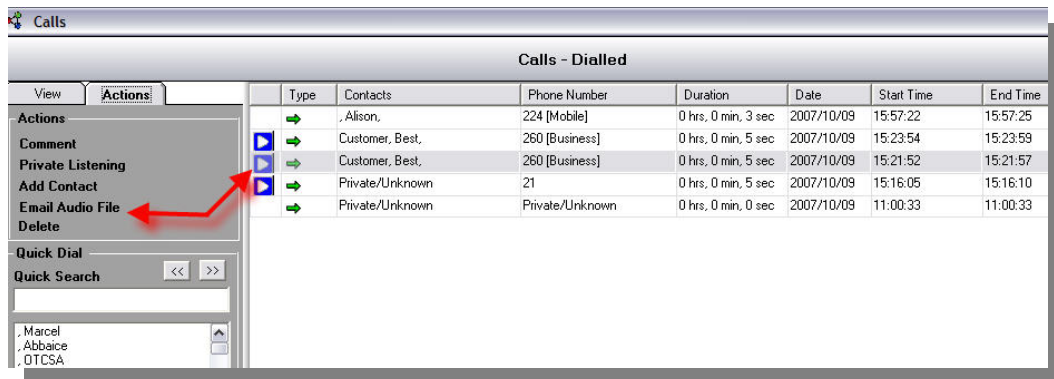 Calls
Calls - Dialled
View Actions
Actions
Comment
Private Listening
Add Contact
Email Audio File
Delete
Quick Dial
Quick Search << >>
, Marcel
, Abbaice
, OTCSA
Type Contacts Phone Number Duration Date Start Time End Time
, Alison, 224 [Mobile] 0 hrs, 0 min, 3 sec 2007/10/09 15:57:22 15:57:25
Customer, Best, 260 [Business] 0 hrs, 0 min, 5 sec 2007/10/09 15:23:54 15:23:59
Customer, Best, 260 [Business] 0 hrs, 0 min, 5 sec 2007/10/09 15:21:52 15:21:57
Private/Unknown 21 0 hrs, 0 min, 5 sec 2007/10/09 15:16:05 15:16:10
Private/Unknown Private/Unknown 0 hrs, 0 min, 0 sec 2007/10/09 11:00:33 11:00:33